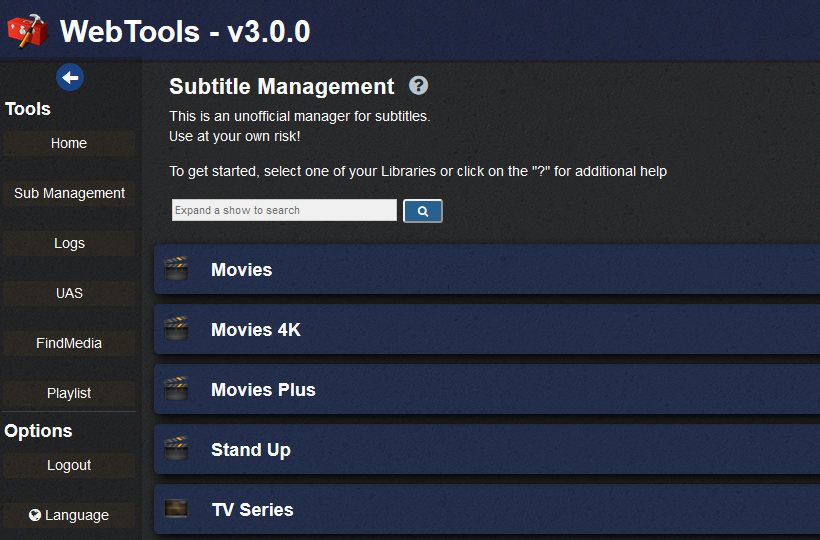 WebTools - v3.0.0
Tools
Home
Sub Management
Logs
UAS
FindMedia
Playlist
Options
Logout
Language
Subtitle Management ?
This is an unofficial manager for subtitles.
Use at your own risk!
To get started, select one of your Libraries or click on the "?" for additional help
Expand a show to search
Movies
Movies 4K
Movies Plus
Stand Up
TV Series